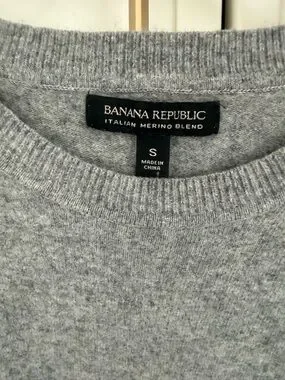 BANANA REPUBLIC
ITALIAN MERINO BLEND
S
MADE IN
CHINA